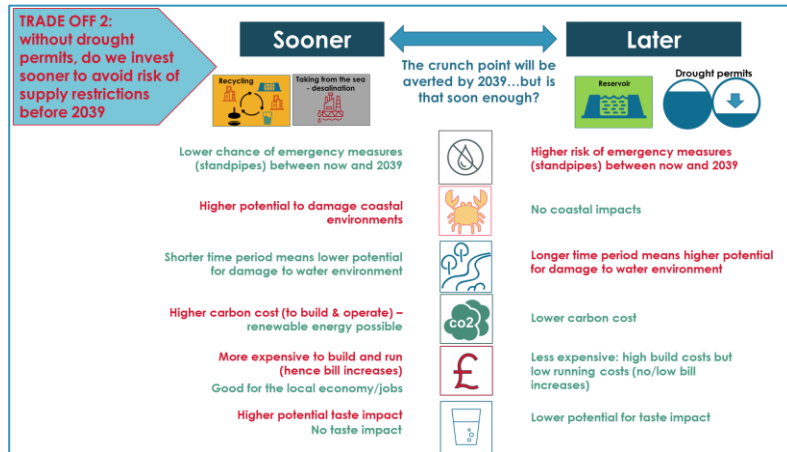 TRADE OFF 2:
without drought
permits, do we invest
sooner to avoid risk of
supply restrictions
before 2039
Sooner
Later
The crunch point will be
averted by 2039...but is
that soon enough?
Recycling
Taking from the sea
- desalination
Reservoir
Drought permits
Lower chance of emergency measures
(standpipes) between now and 2039
Higher risk of emergency measures
(standpipes) between now and 2039
Higher potential to damage coastal
environments
No coastal impacts
Shorter time period means lower potential
for damage to water environment
Longer time period means higher potential
for damage to water environment
Higher carbon cost (to build & operate) –
renewable energy possible
co2
Lower carbon cost
More expensive to build and run
(hence bill increases)
Good for the local economy/jobs
£
Less expensive: high build costs but
low running costs (no/low bill
increases)
Higher potential taste impact
No taste impact
Lower potential for taste impact